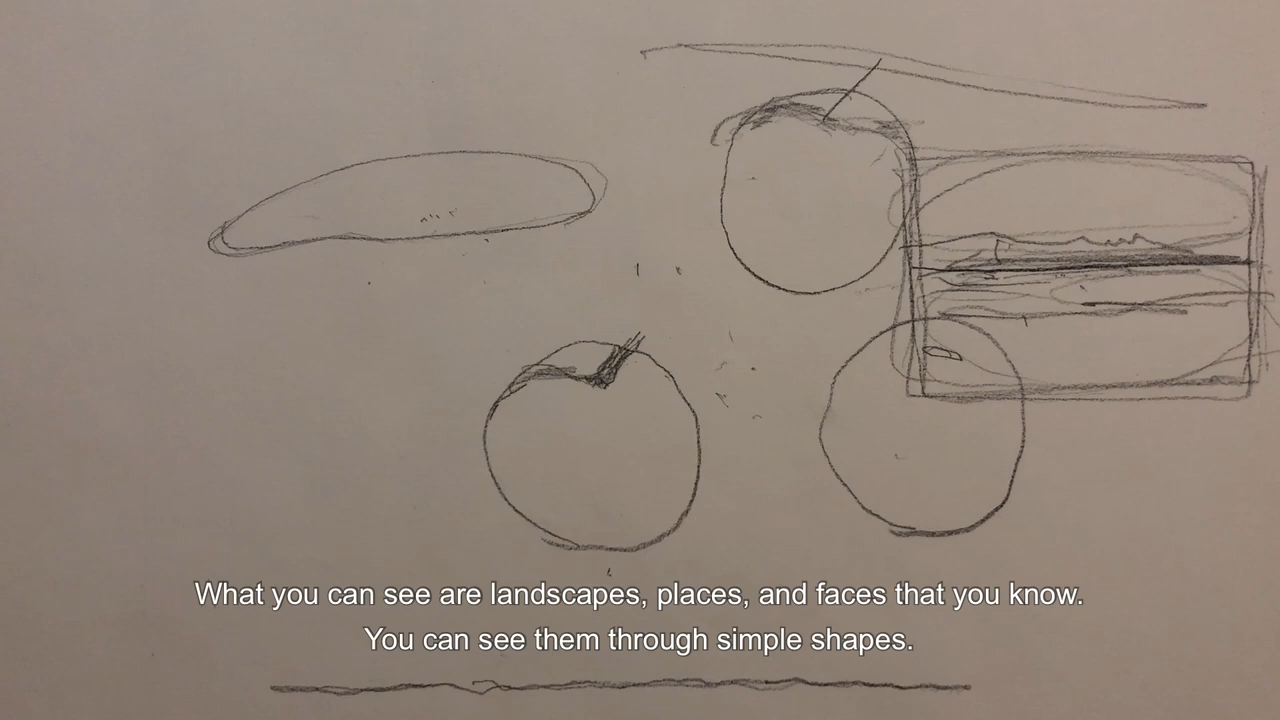 What you can see are landscapes, places, and faces that you know.
You can see them through simple shapes.